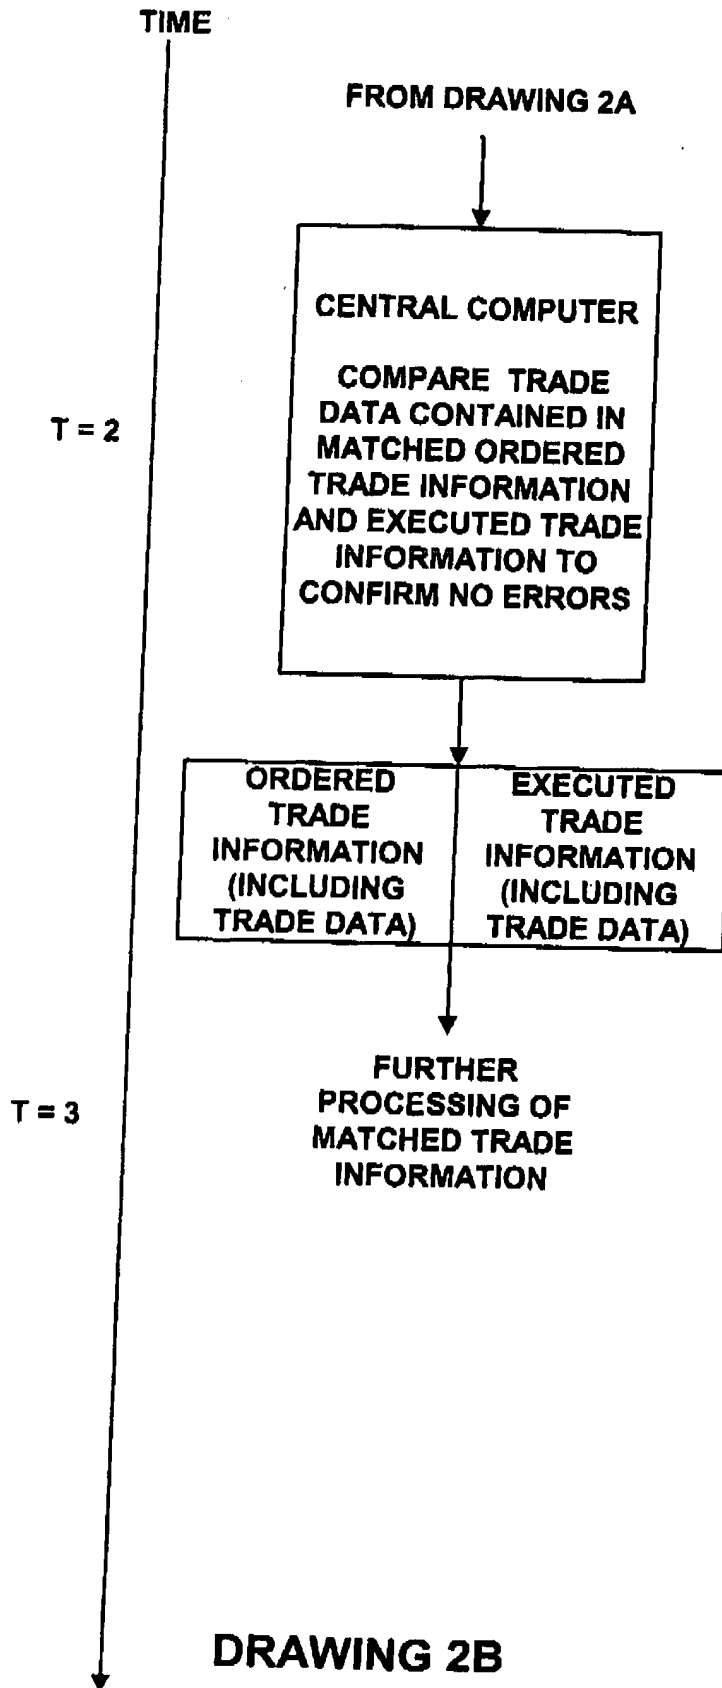 TIME
FROM DRAWING 2A
CENTRAL COMPUTER
COMPARE TRADE
DATA CONTAINED IN
MATCHED ORDERED
TRADE INFORMATION
AND EXECUTED TRADE
INFORMATION TO
CONFIRM NO ERRORS
T = 2
ORDERED
TRADE
INFORMATION
(INCLUDING
TRADE DATA)
EXECUTED
TRADE
INFORMATION
(INCLUDING
TRADE DATA)
T = 3
FURTHER
PROCESSING OF
MATCHED TRADE
INFORMATION
DRAWING 2B